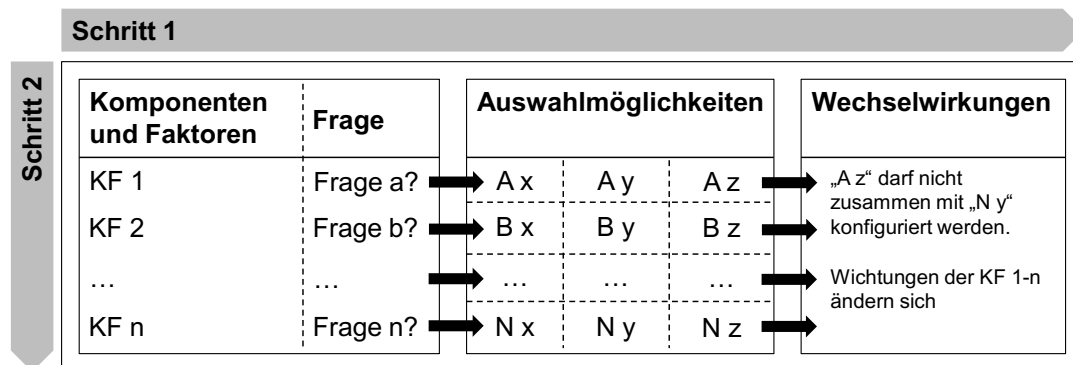 Schritt 1
Schritt 2
Komponenten
und Faktoren
Frage
Auswahlmöglichkeiten
Wechselwirkungen
KF 1
Frage a?
A x
A y
A z
„A z“ darf nicht
zusammen mit „N y“
konfiguriert werden.
KF 2
Frage b?
B x
B y
B z
…
…
…
…
…
Wichtungen der KF 1-n
ändern sich
KF n
Frage n?
N x
N y
N z